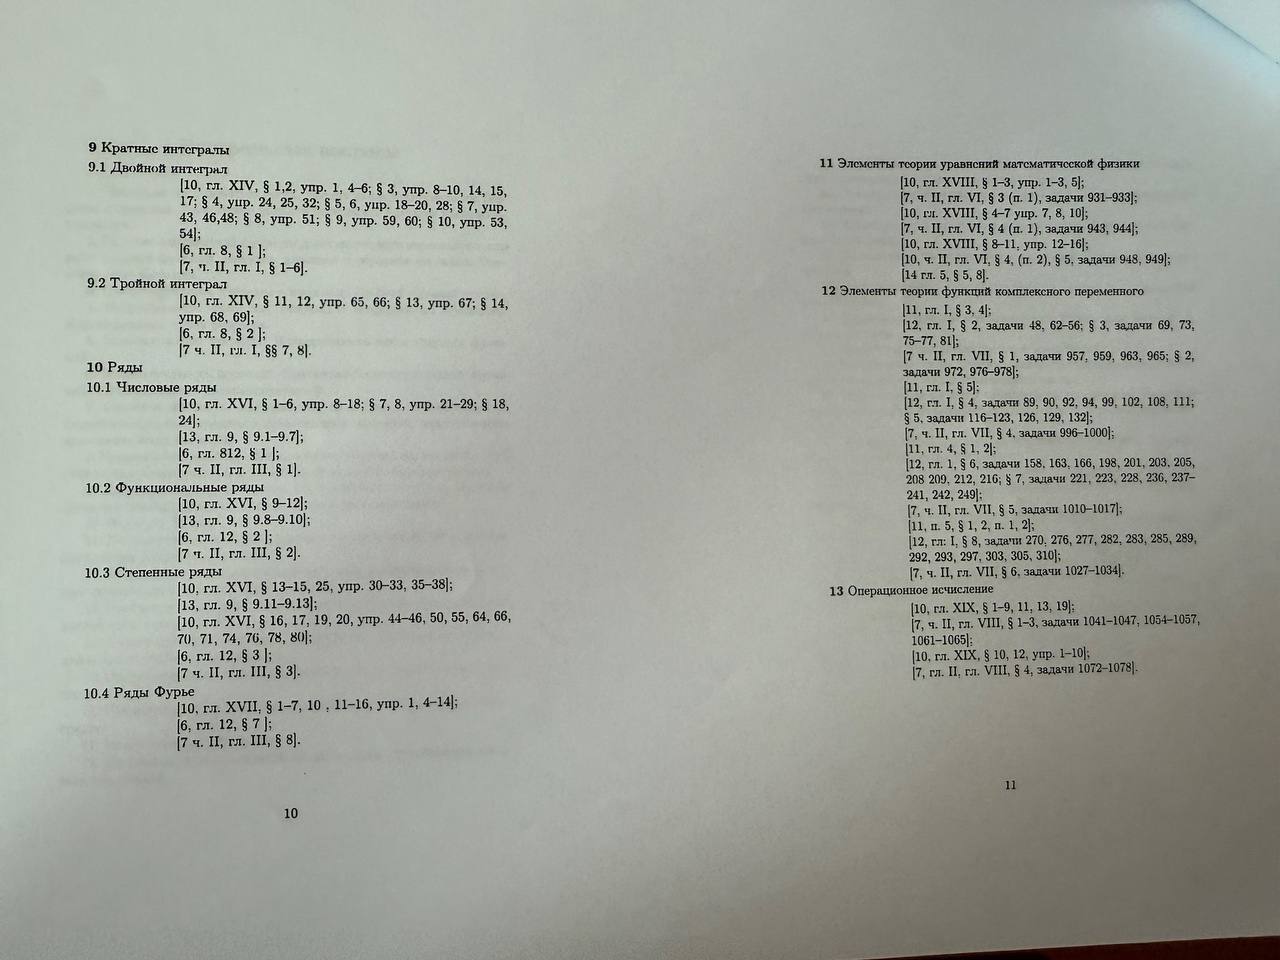 9 Кратные интегралы
9.1 Двойной интеграл
[10, гл. XIV, § 1,2, упр. 1, 4–6; § 3, упр. 8–10, 14, 15,
17; § 4, упр. 24, 25, 32; § 5, 6, упр. 18–20, 28; § 7, упр.
43, 46,48; § 8, упр. 51; § 9, упр. 59, 60; § 10, упр. 53,
54];
[6, гл. 8, § 1 ];
[7, ч. II, гл. I, § 1–6].
9.2 Тройной интеграл
[10, гл. XIV, § 11, 12, упр. 65, 66; § 13, упр. 67; § 14,
упр. 68, 69];
[6, гл. 8, § 2 ];
[7 ч. II, гл. I, §§ 7, 8].
10 Ряды
10.1 Числовые ряды
[10, гл. XVI, § 1–6, упр. 8–18; § 7, 8, упр. 21–29; § 18,
24];
[13, гл. 9, § 9.1–9.7];
[6, гл. 812, § 1 ];
[7 ч. II, гл. III, § 1].
10.2 Функциональные ряды
[10, гл. XVI, § 9–12];
[13, гл. 9, § 9.8–9.10];
[6, гл. 12, § 2 ];
[7 ч. II, гл. III, § 2].
10.3 Степенные ряды
[10, гл. XVI, § 13–15, 25, упр. 30–33, 35–38];
[13, гл. 9, § 9.11–9.13];
[10, гл. XVI, § 16, 17, 19, 20, упр. 44–46, 50, 55, 64, 66,
70, 71, 74, 76, 78, 80];
[6, гл. 12, § 3 ];
[7 ч. II, гл. III, § 3].
10.4 Ряды Фурье
[10, гл. XVII, § 1–7, 10 , 11–16, упр. 1, 4–14];
[6, гл. 12, § 7 ];
[7 ч. II, гл. III, § 8].
10
11 Элементы теории уравнений математической физики
[10, гл. XVIII, § 1–3, упр. 1–3, 5];
[7, ч. II, гл. VI, § 3 (п. 1), задачи 931–933];
[10, гл. XVIII, § 4–7 упр. 7, 8, 10];
[7, ч. II, гл. VI, § 4 (п. 1), задачи 943, 944];
[10, гл. XVIII, § 8–11, упр. 12–16];
[10, ч. II, гл. VI, § 4, (п. 2), § 5, задачи 948, 949];
[14 гл. 5, § 5, 8].
12 Элементы теории функций комплексного переменного
[11, гл. I, § 3, 4];
[12, гл. I, § 2, задачи 48, 62–56; § 3, задачи 69, 73,
75–77, 81];
[7 ч. II, гл. VII, § 1, задачи 957, 959, 963, 965; § 2,
задачи 972, 976–978];
[11, гл. I, § 5];
[12, гл. I, § 4, задачи 89, 90, 92, 94, 99, 102, 108, 111;
§ 5, задачи 116–123, 126, 129, 132];
[7, ч. II, гл. VII, § 4, задачи 996–1000];
[11, гл. 4, § 1, 2];
[12, гл. 1, § 6, задачи 158, 163, 166, 198, 201, 203, 205,
208 209, 212, 216; § 7, задачи 221, 223, 228, 236, 237–
241, 242, 249];
[7, ч. II, гл. VII, § 5, задачи 1010–1017];
[11, п. 5, § 1, 2, п. 1, 2];
[12, гл: I, § 8, задачи 270, 276, 277, 282, 283, 285, 289,
292, 293, 297, 303, 305, 310];
[7, ч. II, гл. VII, § 6, задачи 1027–1034].
13 Операционное исчисление
[10, гл. XIX, § 1–9, 11, 13, 19];
[7, ч. II, гл. VIII, § 1–3, задачи 1041–1047, 1054–1057,
1061–1065];
[10, гл. XIX, § 10, 12, упр. 1–10];
[7, гл. II, гл. VIII, § 4, задачи 1072–1078].
11